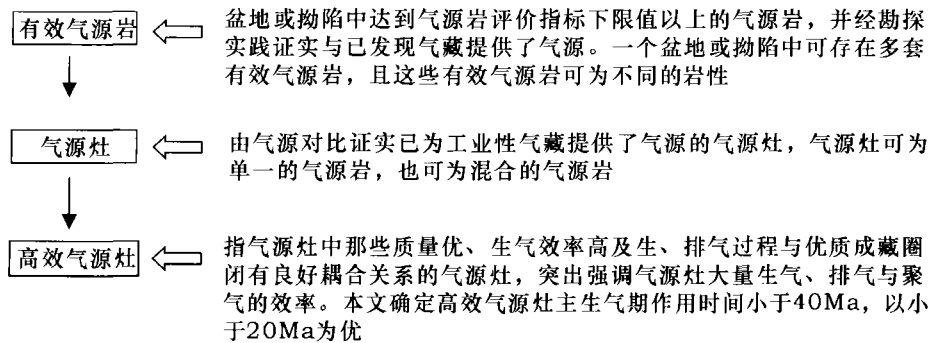 有效气源岩
盆地或拗陷中达到气源岩评价指标下限值以上的气源岩，并经勘探
实践证实与已发现气藏提供了气源。一个盆地或拗陷中可存在多套
有效气源岩，且这些有效气源岩可为不同的岩性
气源灶
由气源对比证实已为工业性气藏提供了气源的气源灶，气源灶可为
单一的气源岩，也可为混合的气源岩
高效气源灶
指气源灶中那些质量优、生气效率高及生、排气过程与优质成藏圈
闭有良好耦合关系的气源灶，突出强调气源灶大量生气、排气与聚
气的效率。本文确定高效气源灶主生气期作用时间小于40Ma，以小
于20Ma为优